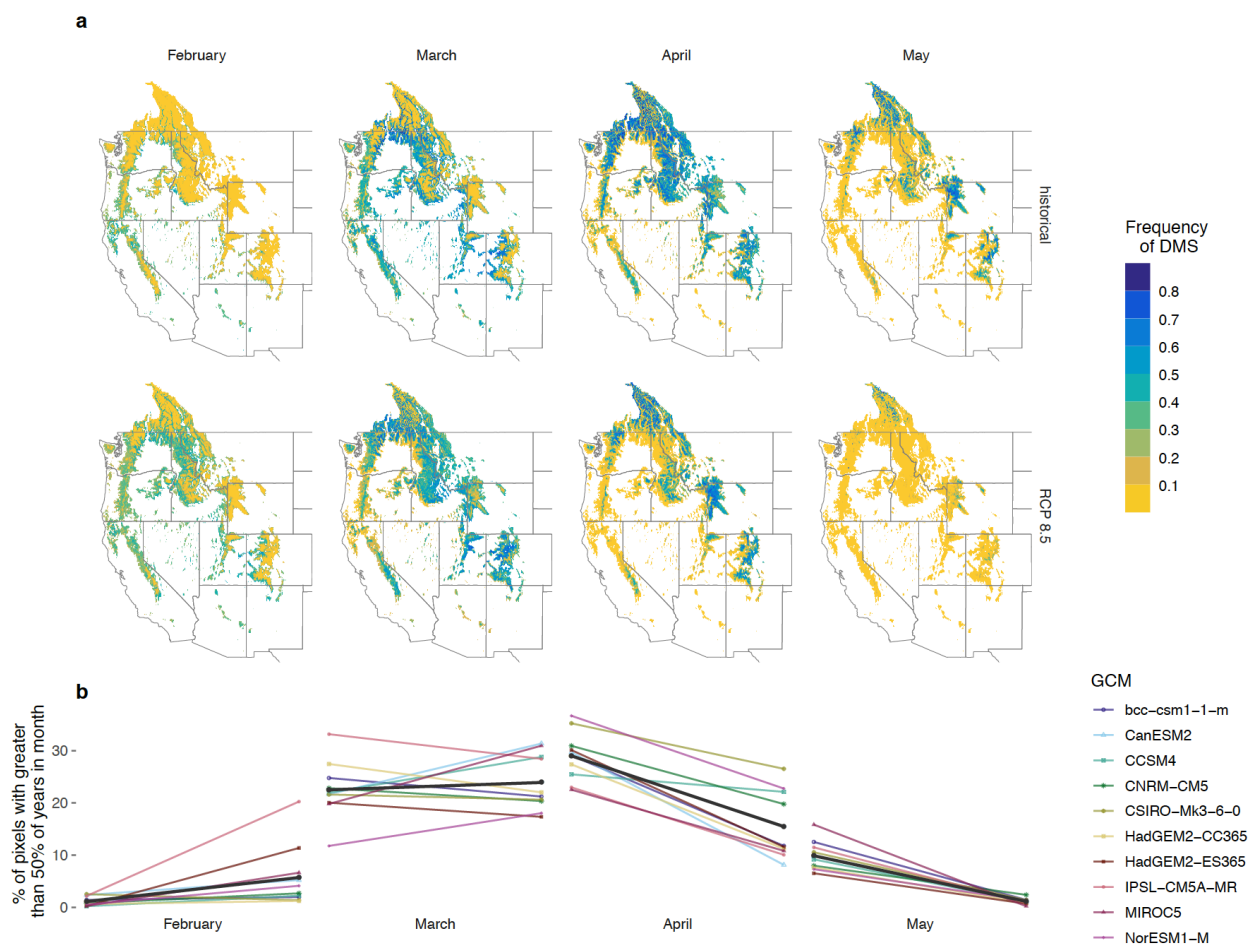 a
February
March
April
May
historical
RCP 8.5
Frequency
of DMS
0.8
0.7
0.6
0.5
0.4
0.3
0.2
0.1
b
% of pixels with greater
than 50% of years in month
30
20
10
0
February
March
April
May
GCM
bcc−csm1−1−m
CanESM2
CCSM4
CNRM−CM5
CSIRO−Mk3−6−0
HadGEM2−CC365
HadGEM2−ES365
IPSL−CM5A−MR
MIROC5
NorESM1−M